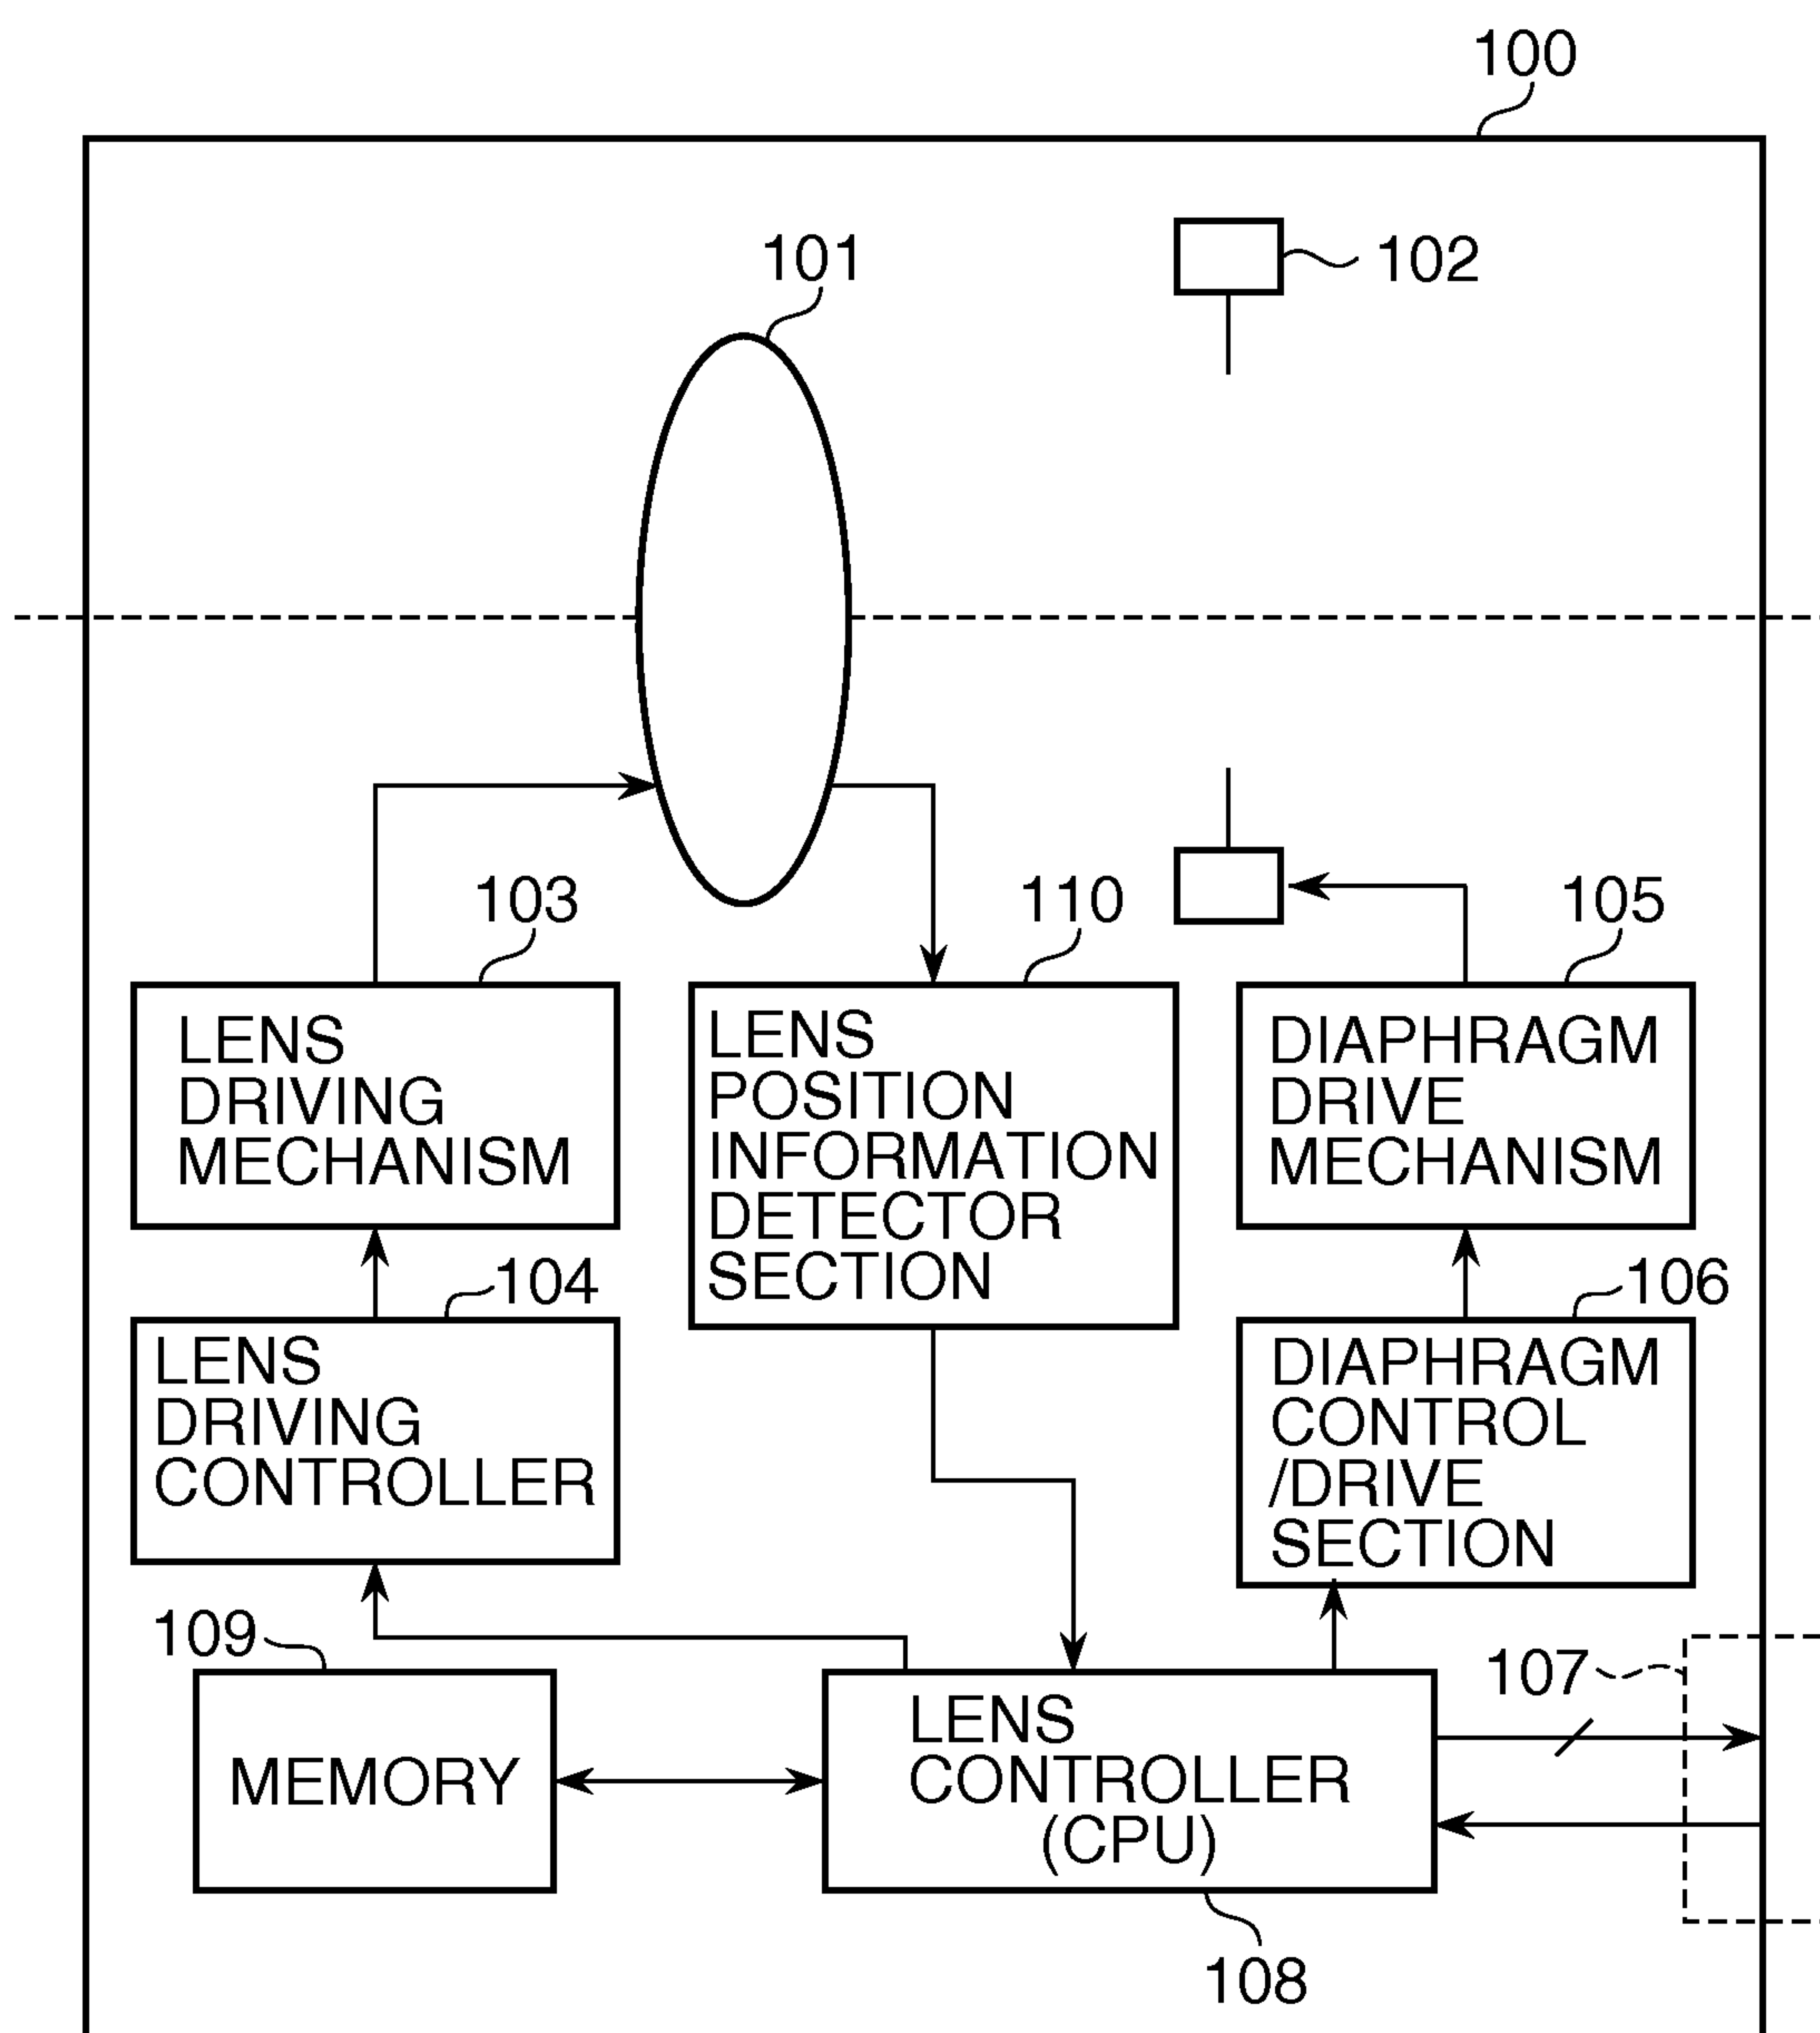 100
101
102
103
110
105
LENS
DRIVING
MECHANISM
LENS
POSITION
INFORMATION
DETECTOR
SECTION
DIAPHRAGM
DRIVE
MECHANISM
104
106
LENS
DRIVING
CONTROLLER
DIAPHRAGM
CONTROL
/DRIVE
SECTION
109
107
MEMORY
LENS
CONTROLLER
(CPU)
108